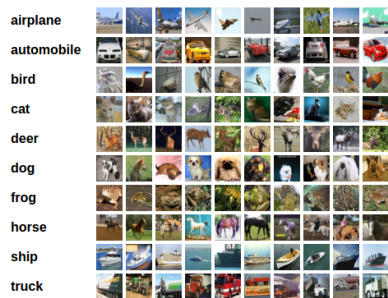 airplane
automobile
bird
cat
deer
dog
frog
horse
ship
truck